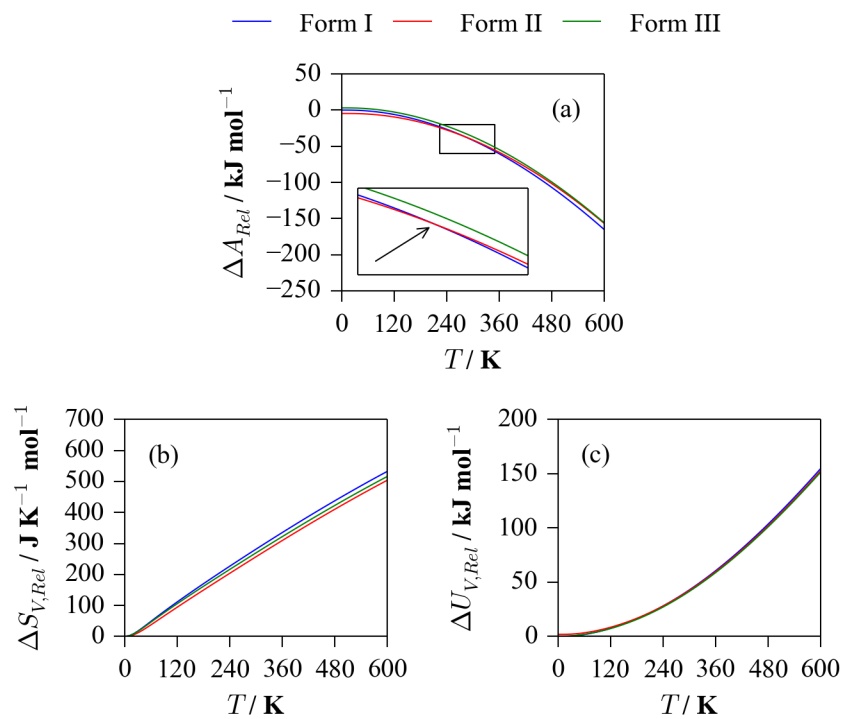 Form I Form II Form III
(a)
ΔA_Rel / kJ mol⁻¹
50
0
−50
−100
−150
−200
−250
0 120 240 360 480 600
T / K
(b)
ΔS_V,Rel / J K⁻¹ mol⁻¹
700
600
500
400
300
200
100
0
0 120 240 360 480 600
T / K
(c)
ΔU_V,Rel / kJ mol⁻¹
200
150
100
50
0
0 120 240 360 480 600
T / K